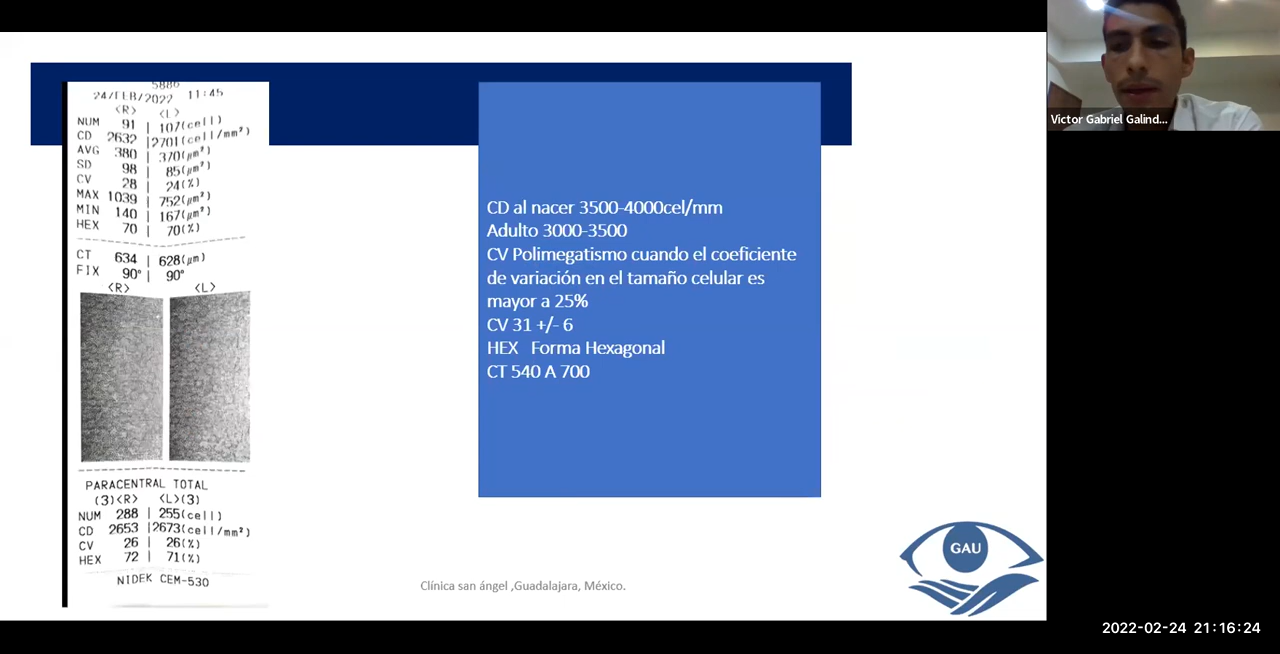 5886
24/FEB/2022 11:45
<R> <L>
NUM 91 | 107(cell)
CD 2632 |2701(cell/mm²)
AVG 380 | 370(μm²)
SD 98 | 85(μm²)
CV 28 | 24(%)
MAX 1039 | 752(μm²)
MIN 140 | 167(μm²)
HEX 70 | 70(%)
CT 634 | 628(μm)
FIX 90° | 90°
<R> <L>
PARACENTRAL TOTAL
(3)<R> <L>(3)
NUM 288 | 255(cell)
CD 2653 |2673(cell/mm²)
CV 26 | 26(%)
HEX 72 | 71(%)
NIDEK CEM-530
CD al nacer 3500-4000cel/mm
Adulto 3000-3500
CV Polimegatismo cuando el coeficiente
de variación en el tamaño celular es
mayor a 25%
CV 31 +/- 6
HEX Forma Hexagonal
CT 540 A 700
Clínica san ángel ,Guadalajara, México.
GAU
Victor Gabriel Galind...
2022-02-24 21:16:24